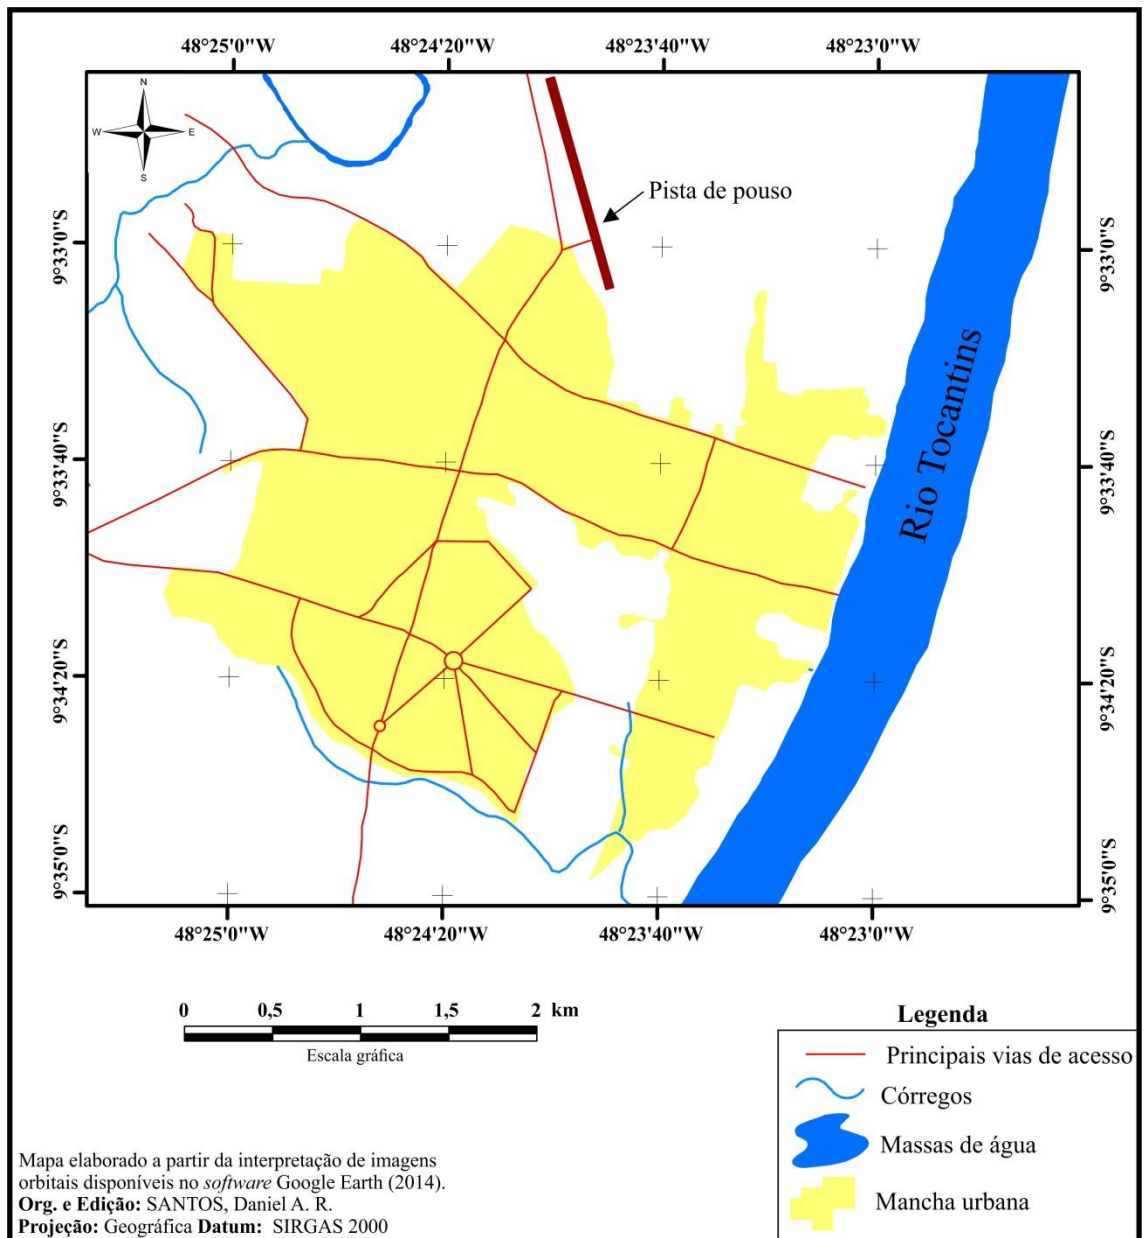 48°25'0"W 48°24'20"W 48°23'40"W 48°23'0"W
N
W E
S
Pista de pouso
9°33'0"S 9°33'0"S
9°33'40"S 9°33'40"S
Rio Tocantins
9°34'20"S 9°34'20"S
9°35'0"S 9°35'0"S
48°25'0"W 48°24'20"W 48°23'40"W 48°23'0"W
0 0,5 1 1,5 2 km
Escala gráfica
Legenda
Principais vias de acesso
Córregos
Massas de água
Mancha urbana
Mapa elaborado a partir da interpretação de imagens
orbitais disponíveis no software Google Earth (2014).
Org. e Edição: SANTOS, Daniel A. R.
Projeção: Geográfica Datum: SIRGAS 2000